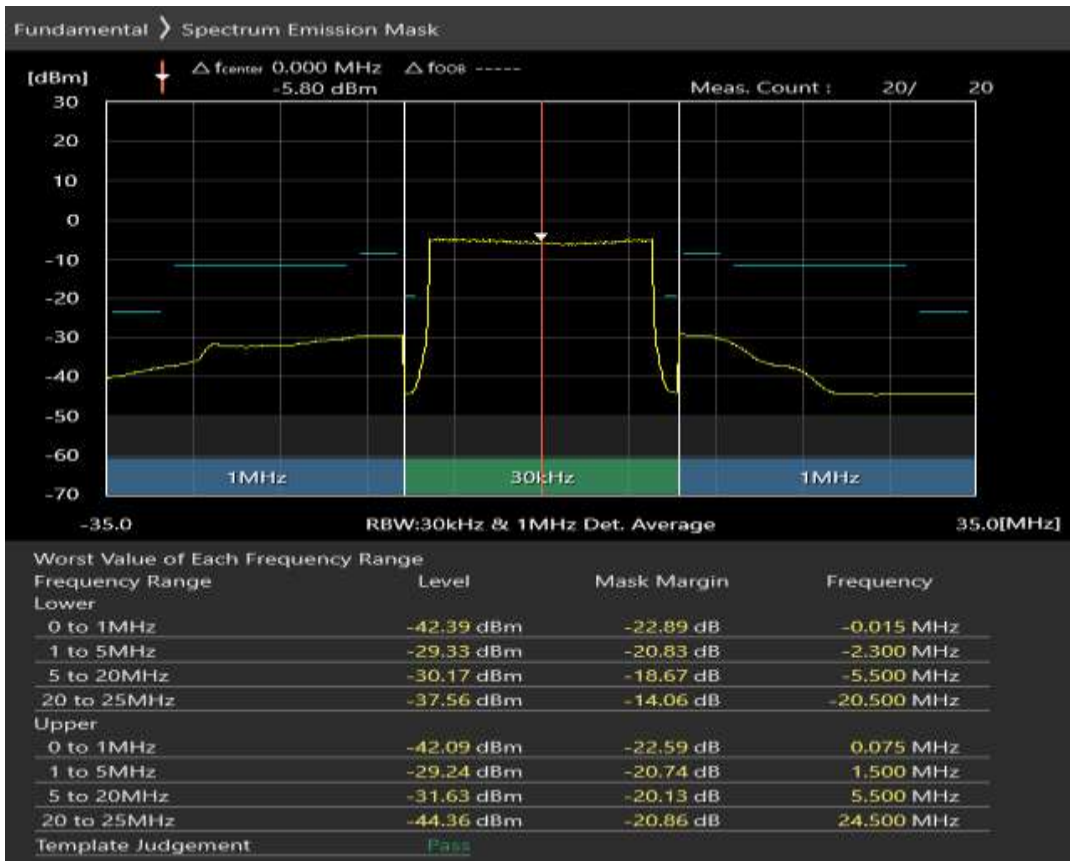 Fundamental 〉 Spectrum Emission Mask
△ fcenter 0.000 MHz △ fOOB -----
[dBm] -5.80 dBm Meas. Count : 20/ 20
30
20
10
0
-10
-20
-30
-40
-50
-60
1MHz 30kHz 1MHz
-70
-35.0 RBW:30kHz & 1MHz Det. Average 35.0[MHz]
Worst Value of Each Frequency Range
Frequency Range Level Mask Margin Frequency
Lower
0 to 1MHz -42.39 dBm -22.89 dB -0.015 MHz
1 to 5MHz -29.33 dBm -20.83 dB -2.300 MHz
5 to 20MHz -30.17 dBm -18.67 dB -5.500 MHz
20 to 25MHz -37.56 dBm -14.06 dB -20.500 MHz
Upper
0 to 1MHz -42.09 dBm -22.59 dB 0.075 MHz
1 to 5MHz -29.24 dBm -20.74 dB 1.500 MHz
5 to 20MHz -31.63 dBm -20.13 dB 5.500 MHz
20 to 25MHz -44.36 dBm -20.86 dB 24.500 MHz
Template Judgement Pass